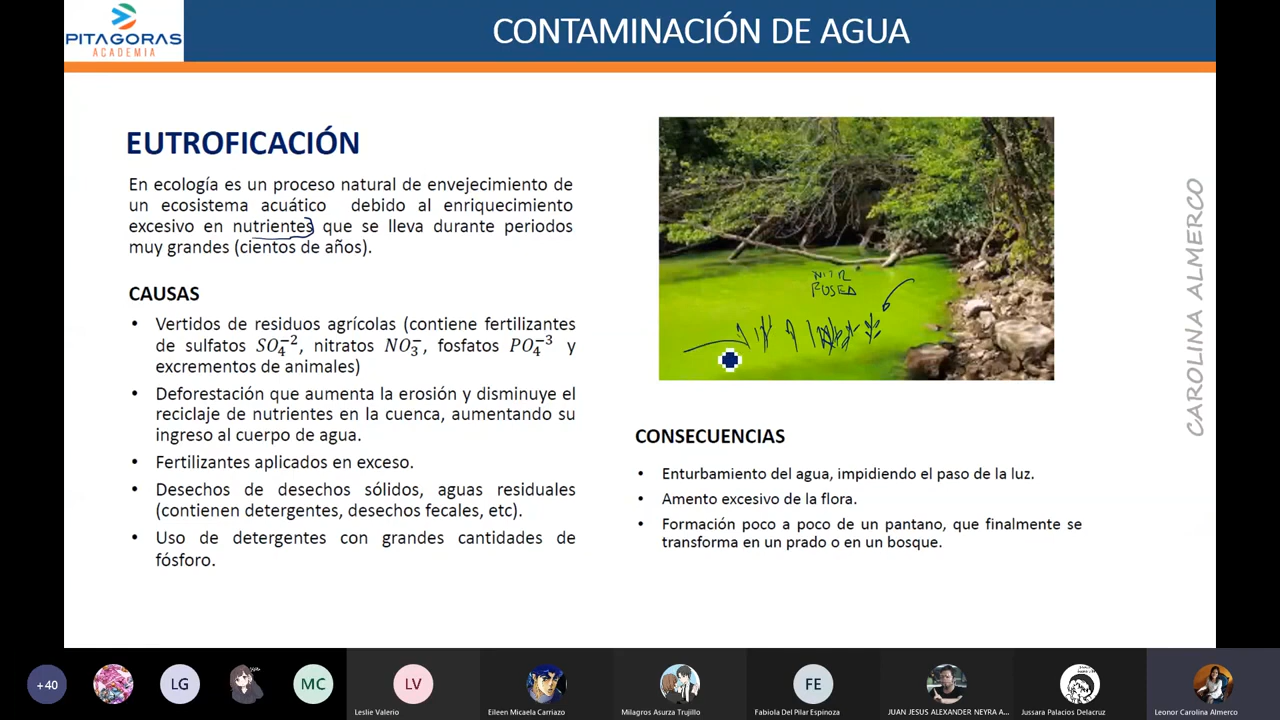 PITAGORAS
ACADEMIA
CONTAMINACIÓN DE AGUA
EUTROFICACIÓN
En ecología es un proceso natural de envejecimiento de
un ecosistema acuático debido al enriquecimiento
excesivo en nutrientes que se lleva durante periodos
muy grandes (cientos de años).
CAUSAS
• Vertidos de residuos agrícolas (contiene fertilizantes
de sulfatos SO₄⁻², nitratos NO₃⁻, fosfatos PO₄⁻³ y
excrementos de animales)
• Deforestación que aumenta la erosión y disminuye el
reciclaje de nutrientes en la cuenca, aumentando su
ingreso al cuerpo de agua.
• Fertilizantes aplicados en exceso.
• Desechos de desechos sólidos, aguas residuales
(contienen detergentes, desechos fecales, etc).
• Uso de detergentes con grandes cantidades de
fósforo.
NITR
CONSECUENCIAS
• Enturbamiento del agua, impidiendo el paso de la luz.
• Amento excesivo de la flora.
• Formación poco a poco de un pantano, que finalmente se
transforma en un prado o en un bosque.
CAROLINA ALMERCO
+40
LG
MC
LV
FE
Leslie Valerio
Eileen Micaela Carriazo
Milagros Asurza Trujillo
Fabiola Del Pilar Espinoza
JUAN JESUS ALEXANDER NEYRA A...
Jussara Palacios Delacruz
Leonor Carolina Almerco